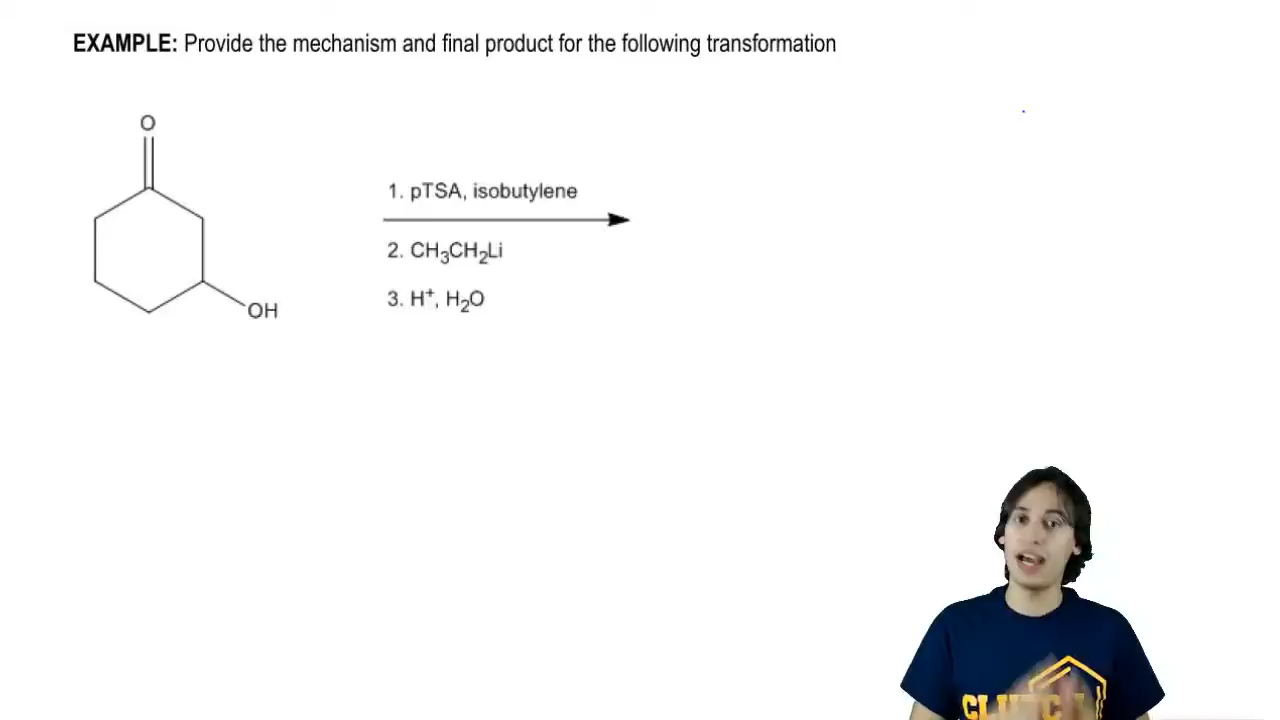 EXAMPLE: Provide the mechanism and final product for the following transformation
O
1. pTSA, isobutylene
2. CH₃CH₂Li
3. H⁺, H₂O
OH